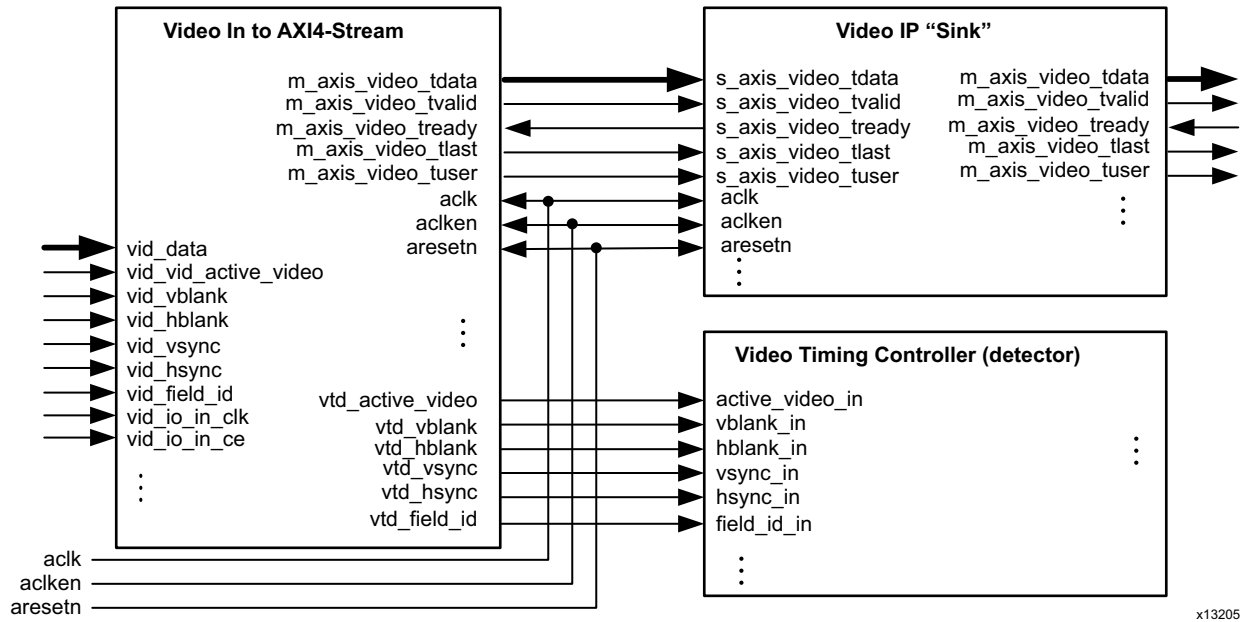 Video In to AXI4-Stream
m_axis_video_tdata
m_axis_video_tvalid
m_axis_video_tready
m_axis_video_tlast
m_axis_video_tuser
aclk
aclken
aresetn
vid_data
vid_vid_active_video
vid_vblank
vid_hblank
vid_vsync
vid_hsync
vid_field_id
vid_io_in_clk
vid_io_in_ce
vtd_active_video
vtd_vblank
vtd_hblank
vtd_vsync
vtd_hsync
vtd_field_id
Video IP “Sink”
s_axis_video_tdata
s_axis_video_tvalid
s_axis_video_tready
s_axis_video_tlast
s_axis_video_tuser
aclk
aclken
aresetn
m_axis_video_tdata
m_axis_video_tvalid
m_axis_video_tready
m_axis_video_tlast
m_axis_video_tuser
Video Timing Controller (detector)
active_video_in
vblank_in
hblank_in
vsync_in
hsync_in
field_id_in
aclk
aclken
aresetn
x13205